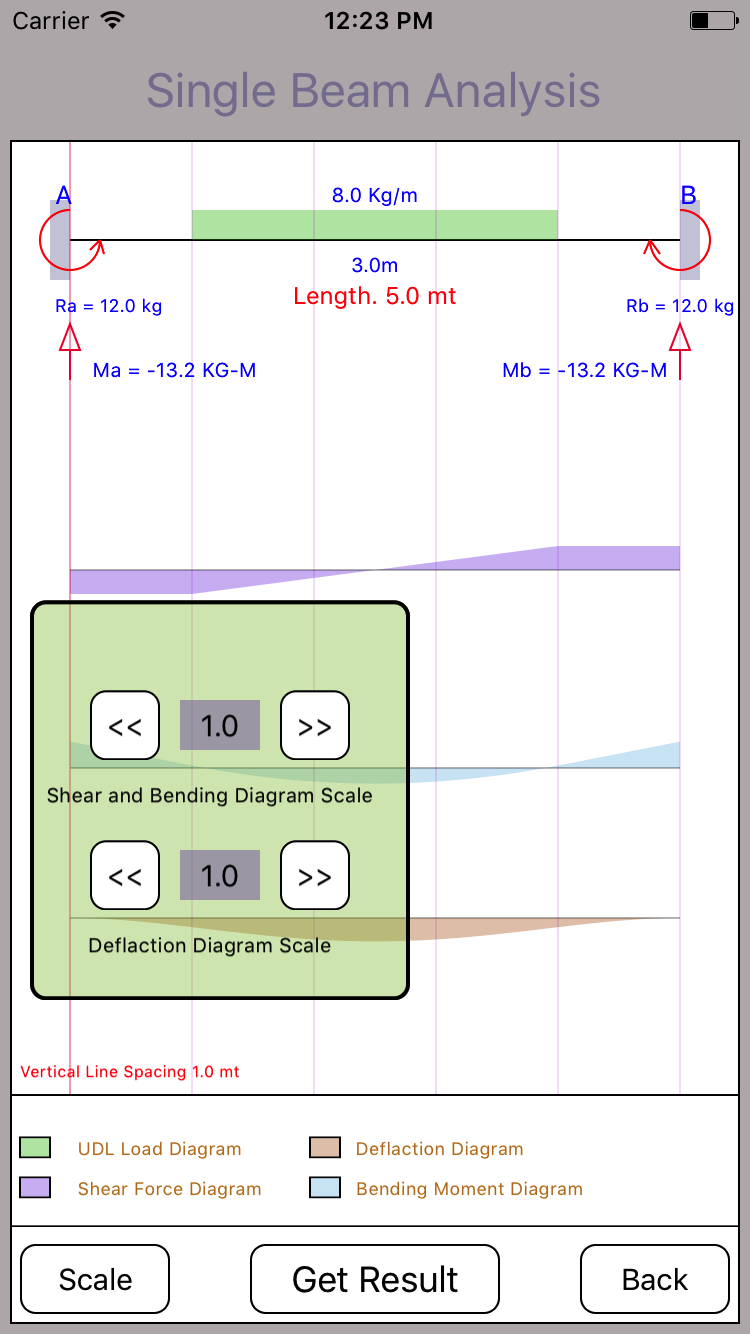 Carrier 12:23 PM
Single Beam Analysis
A B
8.0 Kg/m
3.0m
Length. 5.0 mt
Ra = 12.0 kg Rb = 12.0 kg
Ma = -13.2 KG-M Mb = -13.2 KG-M
<< 1.0 >>
Shear and Bending Diagram Scale
<< 1.0 >>
Deflaction Diagram Scale
Vertical Line Spacing 1.0 mt
UDL Load Diagram Deflaction Diagram
Shear Force Diagram Bending Moment Diagram
Scale Get Result Back